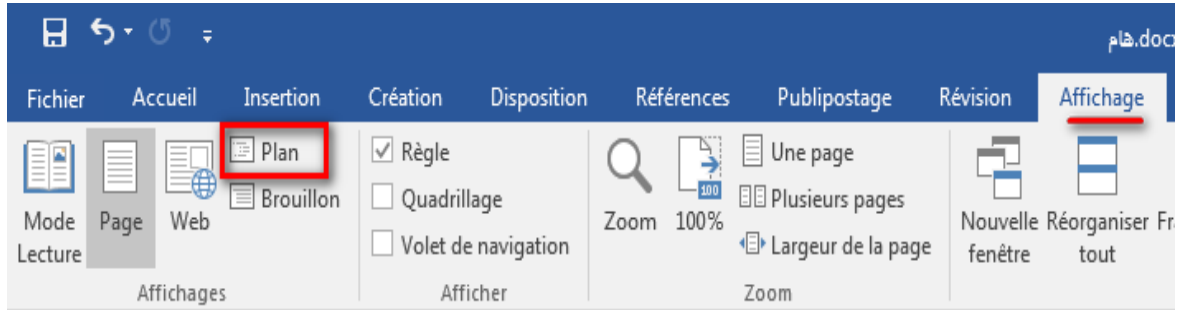 هام.docx
Fichier Accueil Insertion Création Disposition Références Publipostage Révision Affichage
Mode Lecture
Page
Web
Plan
Brouillon
Affichages
Règle
Quadrillage
Volet de navigation
Afficher
Zoom
100
100%
Une page
Plusieurs pages
Largeur de la page
Zoom
Nouvelle fenêtre
Réorganiser tout